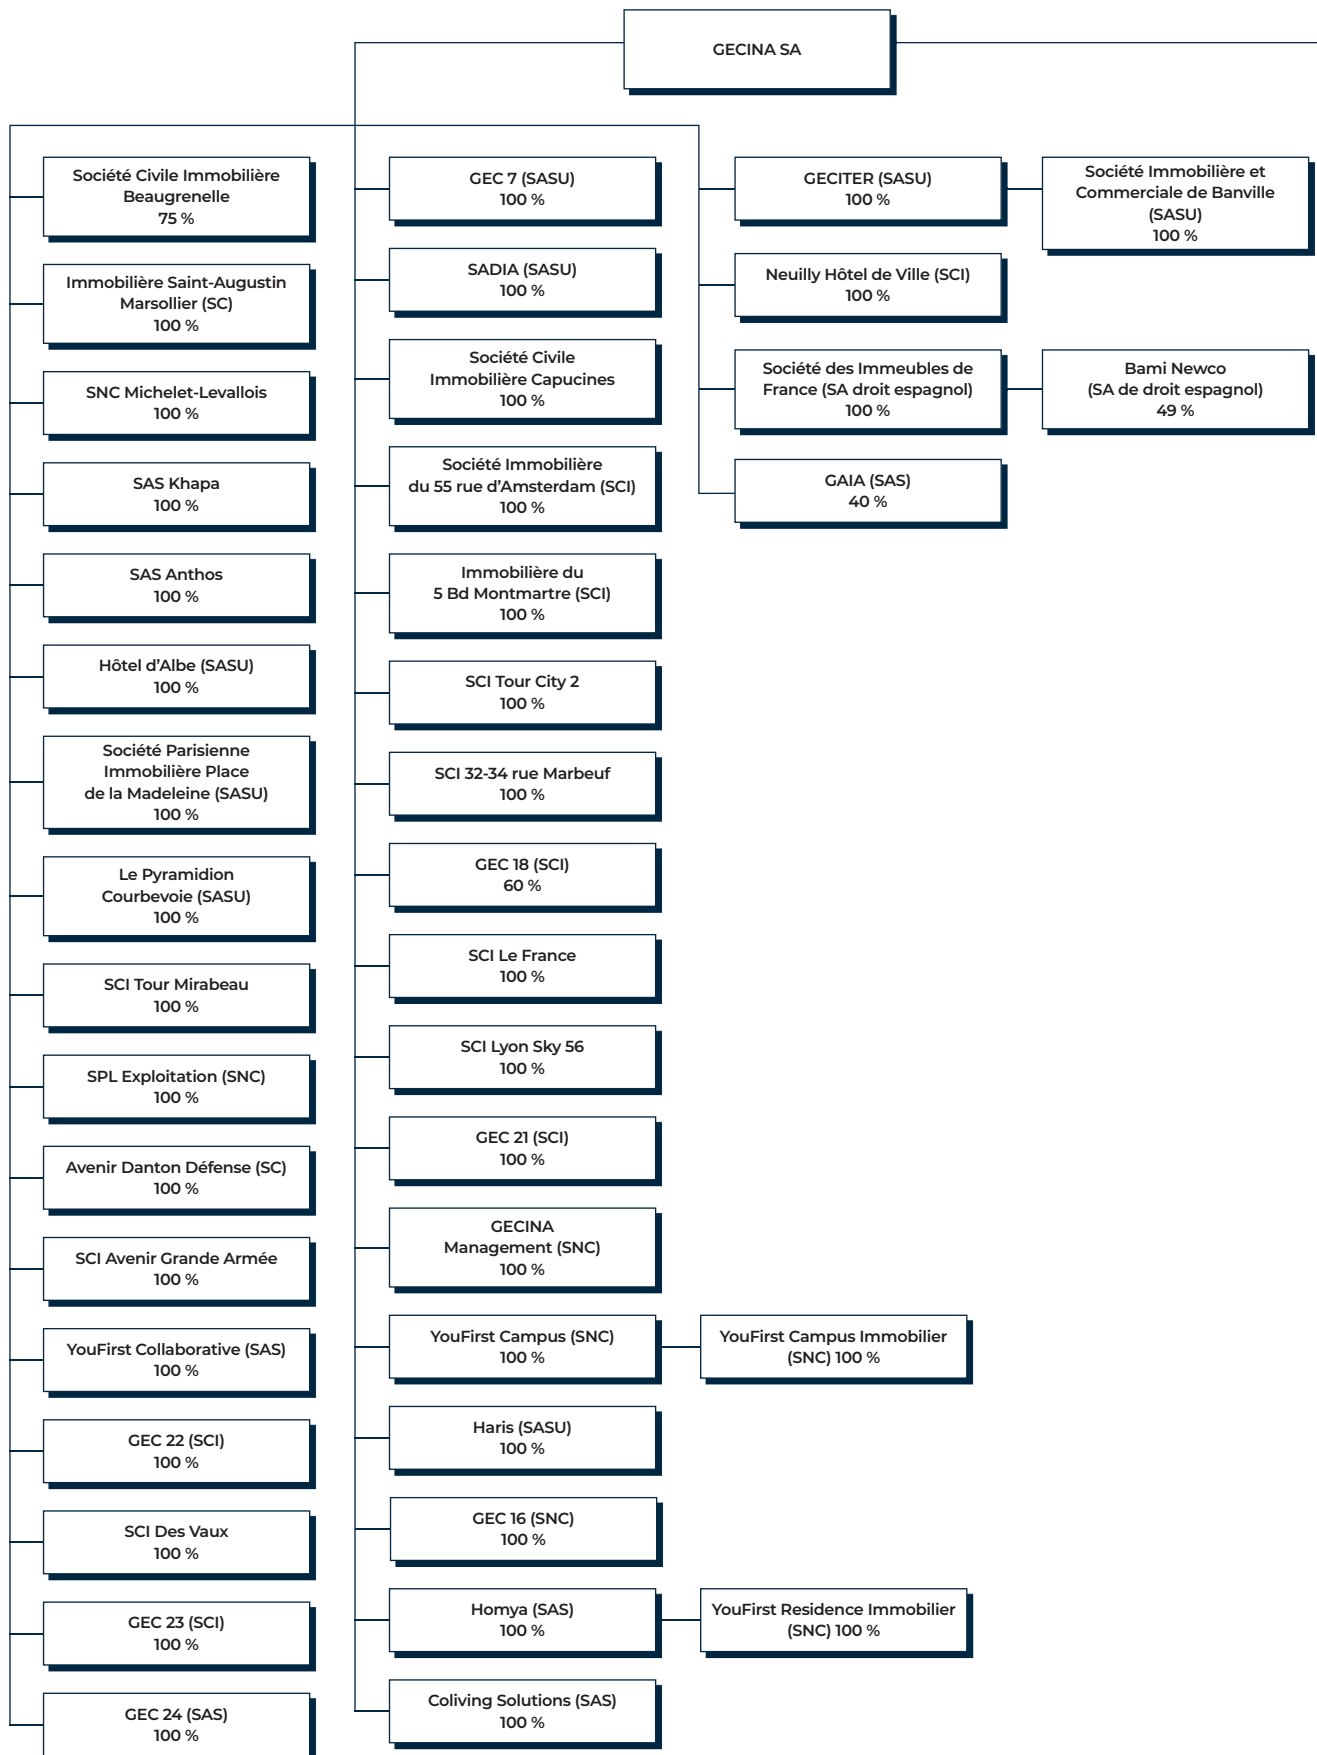 GECINA SA
Société Civile Immobilière
Beaugrenelle
75 %
Immobilière Saint-Augustin
Marsollier (SC)
100 %
SNC Michelet-Levallois
100 %
SAS Khapa
100 %
SAS Anthos
100 %
Hôtel d’Albe (SASU)
100 %
Société Parisienne
Immobilière Place
de la Madeleine (SASU)
100 %
Le Pyramidion
Courbevoie (SASU)
100 %
SCI Tour Mirabeau
100 %
SPL Exploitation (SNC)
100 %
Avenir Danton Défense (SC)
100 %
SCI Avenir Grande Armée
100 %
YouFirst Collaborative (SAS)
100 %
GEC 22 (SCI)
100 %
SCI Des Vaux
100 %
GEC 23 (SCI)
100 %
GEC 24 (SAS)
100 %
GEC 7 (SASU)
100 %
SADIA (SASU)
100 %
Société Civile
Immobilière Capucines
100 %
Société Immobilière
du 55 rue d’Amsterdam (SCI)
100 %
Immobilière du
5 Bd Montmartre (SCI)
100 %
SCI Tour City 2
100 %
SCI 32-34 rue Marbeuf
100 %
GEC 18 (SCI)
60 %
SCI Le France
100 %
SCI Lyon Sky 56
100 %
GEC 21 (SCI)
100 %
GECINA
Management (SNC)
100 %
YouFirst Campus (SNC)
100 %
YouFirst Campus Immobilier
(SNC) 100 %
Haris (SASU)
100 %
GEC 16 (SNC)
100 %
Homya (SAS)
100 %
YouFirst Residence Immobilier
(SNC) 100 %
Coliving Solutions (SAS)
100 %
GECITER (SASU)
100 %
Société Immobilière et
Commerciale de Banville
(SASU)
100 %
Neuilly Hôtel de Ville (SCI)
100 %
Société des Immeubles de
France (SA droit espagnol)
100 %
Bami Newco
(SA de droit espagnol)
49 %
GAIA (SAS)
40 %